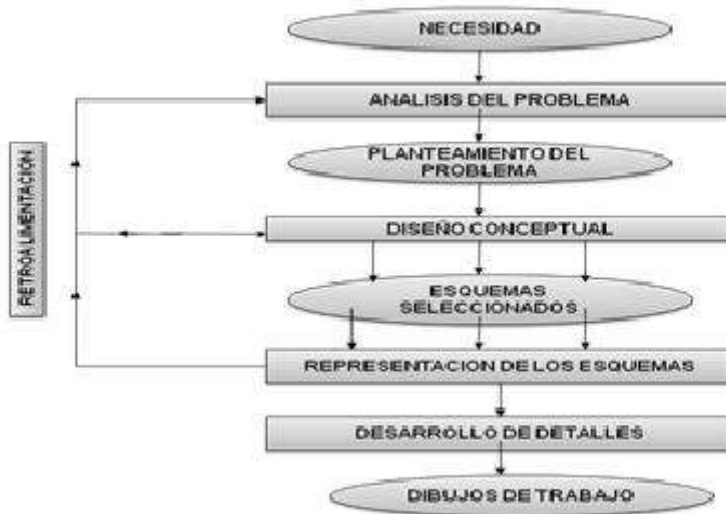 NECESIDAD
ANALISIS DEL PROBLEMA
PLANTEAMIENTO DEL
PROBLEMA
DISEÑO CONCEPTUAL
ESQUEMAS
SELECCIONADOS
REPRESENTACION DE LOS ESQUEMAS
DESARROLLO DE DETALLES
DIBUJOS DE TRABAJO
RETROALIMENTACIÓN